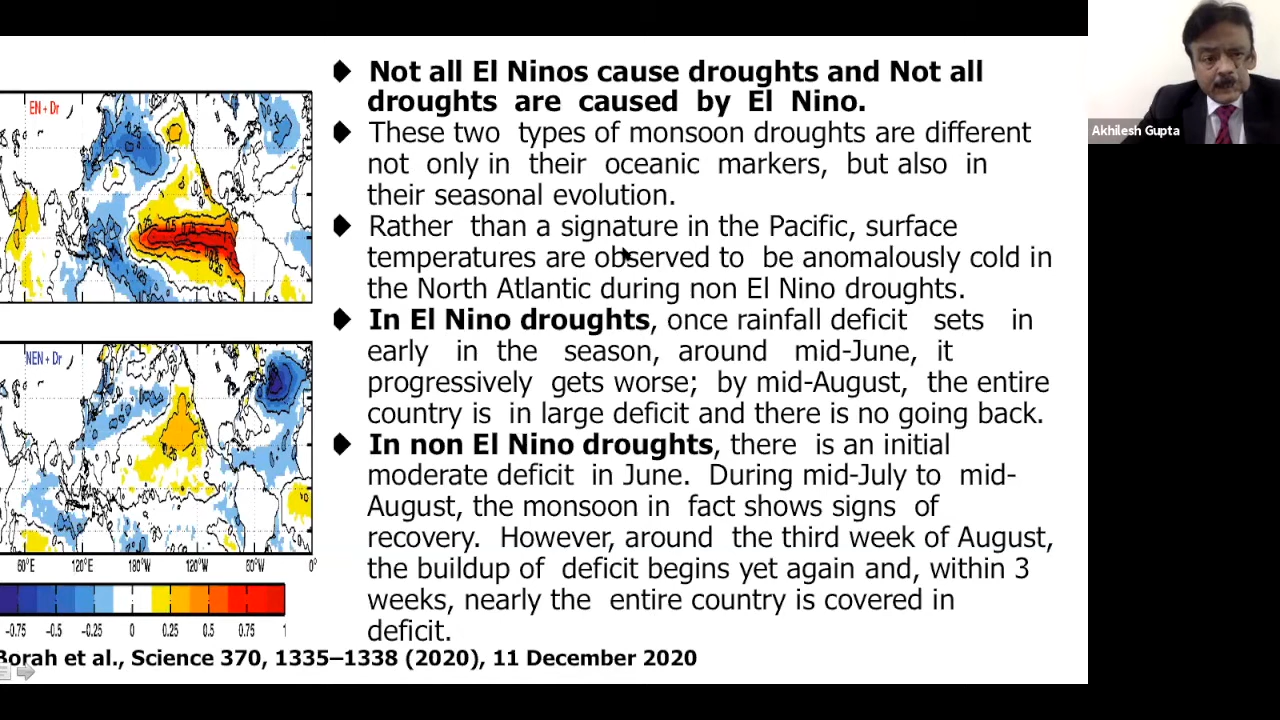 ♦ Not all El Ninos cause droughts and Not all
droughts are caused by El Nino.
♦ These two types of monsoon droughts are different
not only in their oceanic markers, but also in
their seasonal evolution.
♦ Rather than a signature in the Pacific, surface
temperatures are observed to be anomalously cold in
the North Atlantic during non El Nino droughts.
♦ In El Nino droughts, once rainfall deficit sets in
early in the season, around mid-June, it
progressively gets worse; by mid-August, the entire
country is in large deficit and there is no going back.
♦ In non El Nino droughts, there is an initial
moderate deficit in June. During mid-July to mid-
August, the monsoon in fact shows signs of
recovery. However, around the third week of August,
the buildup of deficit begins yet again and, within 3
weeks, nearly the entire country is covered in
deficit.
EN + Dr
NEN + Dr
60°E 120°E 180°W 120°W 60°W 0°
-0.75 -0.5 -0.25 0 0.25 0.5 0.75 1
Borah et al., Science 370, 1335–1338 (2020), 11 December 2020
Akhilesh Gupta